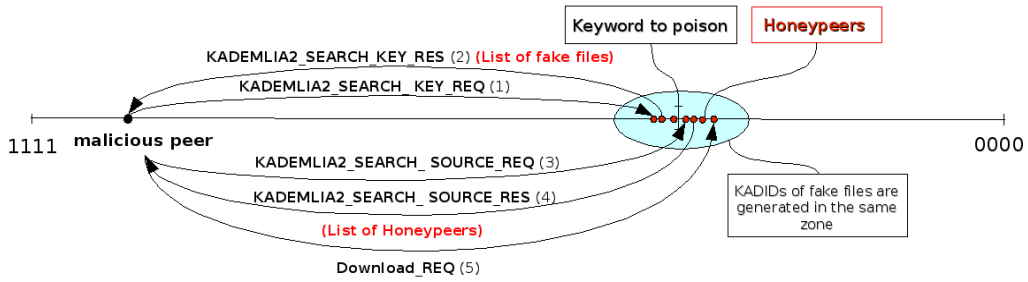 Keyword to poison
Honeypeers
KADEMLIA2_SEARCH_KEY_RES (2) (List of fake files)
KADEMLIA2_SEARCH_ KEY_REQ (1)
1111
malicious peer
0000
KADEMLIA2_SEARCH_ SOURCE_REQ (3)
KADEMLIA2_SEARCH_ SOURCE_RES (4)
KADIDs of fake files are
generated in the same
zone
(List of Honeypeers)
Download_REQ (5)